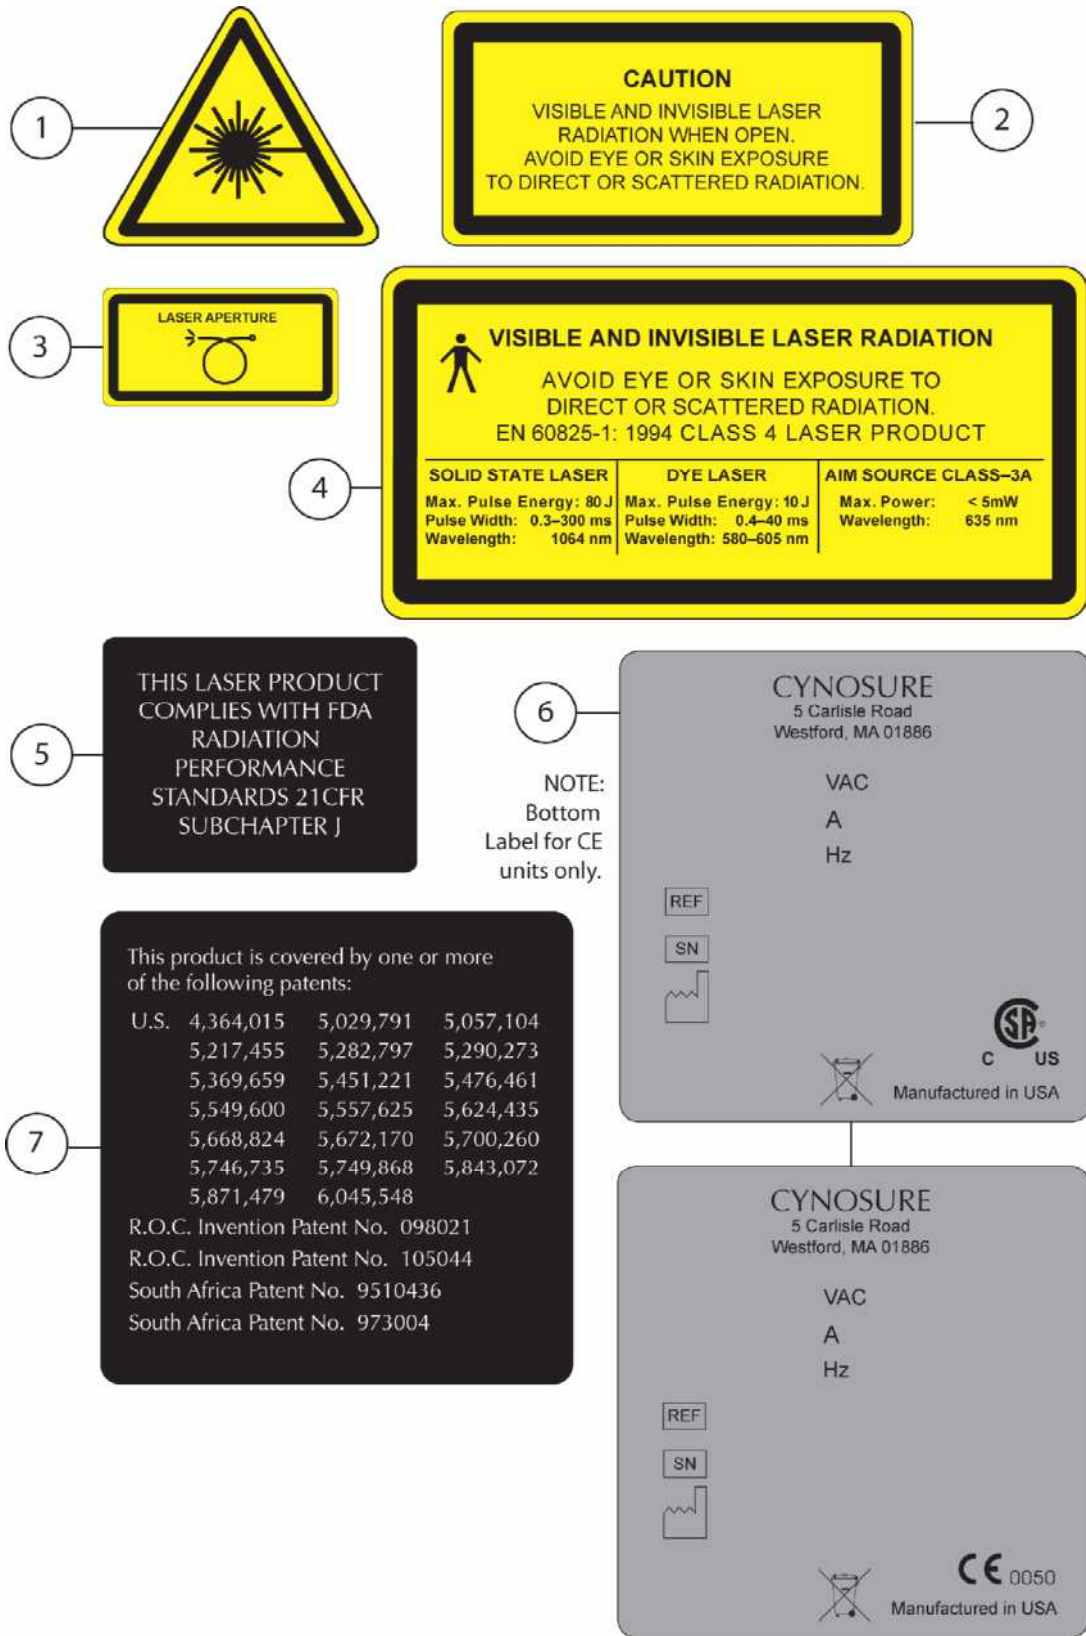 1
CAUTION
VISIBLE AND INVISIBLE LASER
RADIATION WHEN OPEN.
AVOID EYE OR SKIN EXPOSURE
TO DIRECT OR SCATTERED RADIATION.
2
3
LASER APERTURE
4
VISIBLE AND INVISIBLE LASER RADIATION
AVOID EYE OR SKIN EXPOSURE TO
DIRECT OR SCATTERED RADIATION.
EN 60825-1: 1994 CLASS 4 LASER PRODUCT
SOLID STATE LASER
Max. Pulse Energy: 80 J
Pulse Width: 0.3–300 ms
Wavelength: 1064 nm
DYE LASER
Max. Pulse Energy: 10 J
Pulse Width: 0.4–40 ms
Wavelength: 580–605 nm
AIM SOURCE CLASS–3A
Max. Power: < 5mW
Wavelength: 635 nm
5
THIS LASER PRODUCT
COMPLIES WITH FDA
RADIATION
PERFORMANCE
STANDARDS 21CFR
SUBCHAPTER J
6
NOTE:
Bottom
Label for CE
units only.
CYNOSURE
5 Carlisle Road
Westford, MA 01886
VAC
A
Hz
REF
SN
SA
C US
Manufactured in USA
7
This product is covered by one or more
of the following patents:
U.S. 4,364,015 5,029,791 5,057,104
5,217,455 5,282,797 5,290,273
5,369,659 5,451,221 5,476,461
5,549,600 5,557,625 5,624,435
5,668,824 5,672,170 5,700,260
5,746,735 5,749,868 5,843,072
5,871,479 6,045,548
R.O.C. Invention Patent No. 098021
R.O.C. Invention Patent No. 105044
South Africa Patent No. 9510436
South Africa Patent No. 973004
CYNOSURE
5 Carlisle Road
Westford, MA 01886
VAC
A
Hz
REF
SN
CE 0050
Manufactured in USA